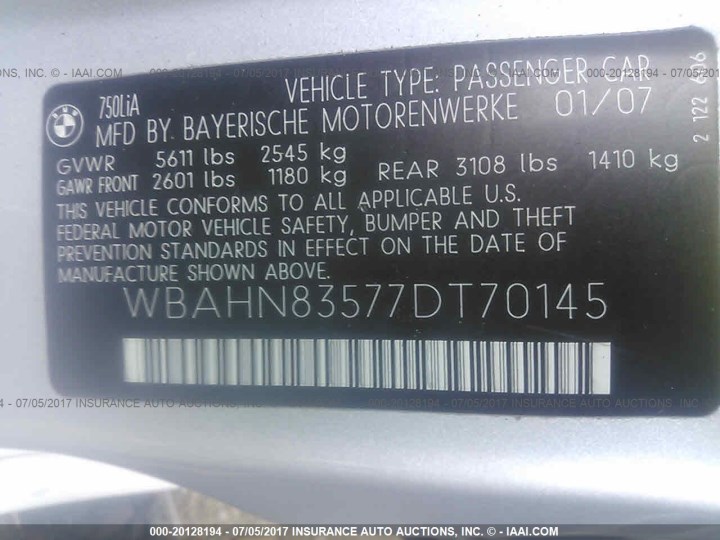 750LiA
VEHICLE TYPE: PASSENGER CAR
MFD BY BAYERISCHE MOTORENWERKE 01/07
GVWR 5611 lbs 2545 kg
GAWR FRONT 2601 lbs 1180 kg REAR 3108 lbs 1410 kg
THIS VEHICLE CONFORMS TO ALL APPLICABLE U.S.
FEDERAL MOTOR VEHICLE SAFETY, BUMPER AND THEFT
PREVENTION STANDARDS IN EFFECT ON THE DATE OF
MANUFACTURE SHOWN ABOVE.
WBAHN83577DT70145
000-20128194 - 07/05/2017 INSURANCE AUTO AUCTIONS, INC. © - IAAI.COM